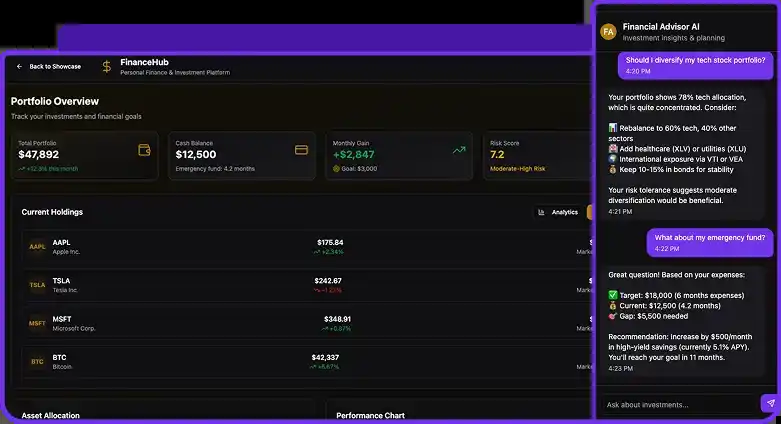 ← Back to Showcase
$ FinanceHub
Personal Finance & Investment Platform
Portfolio Overview
Track your investments and financial goals
Total Portfolio
$47,892
+12.3% this month
Cash Balance
$12,500
Emergency fund: 4.2 months
Monthly Gain
+$2,847
Goal: $3,000
Risk Score
7.2
Moderate-High Risk
Current Holdings
Analytics
AAPL
AAPL
Apple Inc.
$175.84
+2.34%
TSLA
TSLA
Tesla Inc.
$242.67
-1.23%
MSFT
MSFT
Microsoft Corp.
$348.91
+0.87%
BTC
BTC
Bitcoin
$42,337
+6.67%
Asset Allocation
Performance Chart
FA
Financial Advisor AI
Investment insights & planning
Should I diversify my tech stock portfolio?
4:20 PM
Your portfolio shows 78% tech allocation,
which is quite concentrated. Consider:
📊 Rebalance to 60% tech, 40% other
sectors
🏥 Add healthcare (XLV) or utilities (XLU)
🌍 International exposure via VTI or VEA
💰 Keep 10-15% in bonds for stability
Your risk tolerance suggests moderate
diversification would be beneficial.
4:21 PM
What about my emergency fund?
4:22 PM
Great question! Based on your expenses:
✅ Target: $18,000 (6 months expenses)
💰 Current: $12,500 (4.2 months)
🎯 Gap: $5,500 needed
Recommendation: Increase by $500/month
in high-yield savings (currently 5.1% APY).
You'll reach your goal in 11 months.
4:23 PM
Ask about investments...